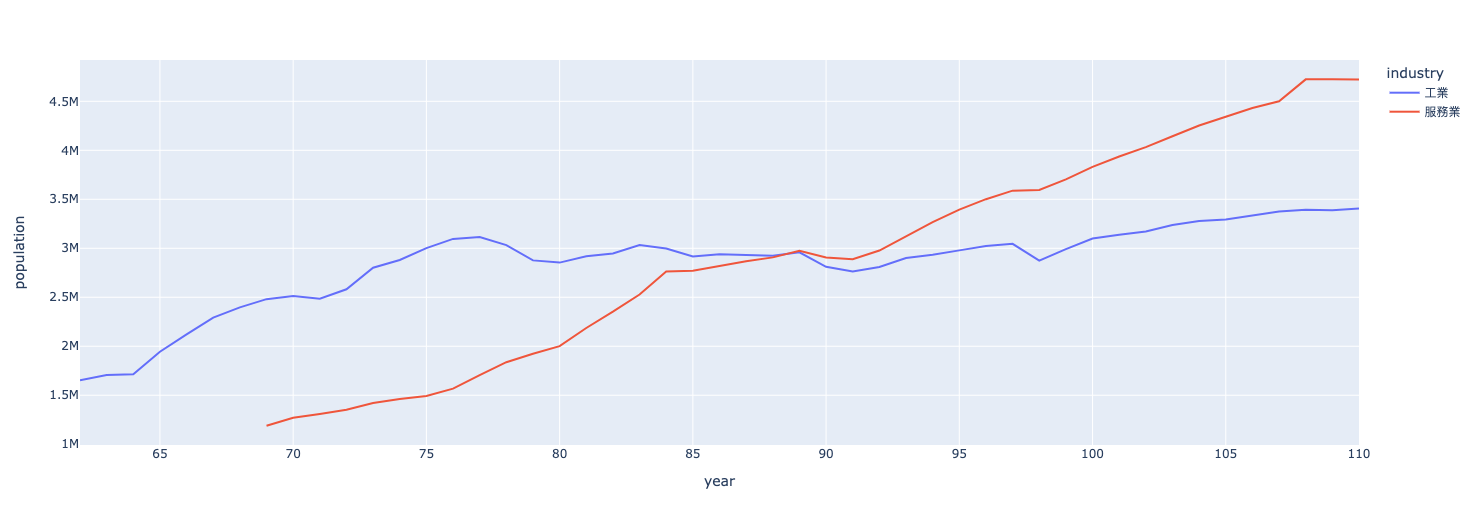 industry
工業
服務業
population
4.5M
4M
3.5M
3M
2.5M
2M
1.5M
1M
65
70
75
80
85
90
95
100
105
110
year